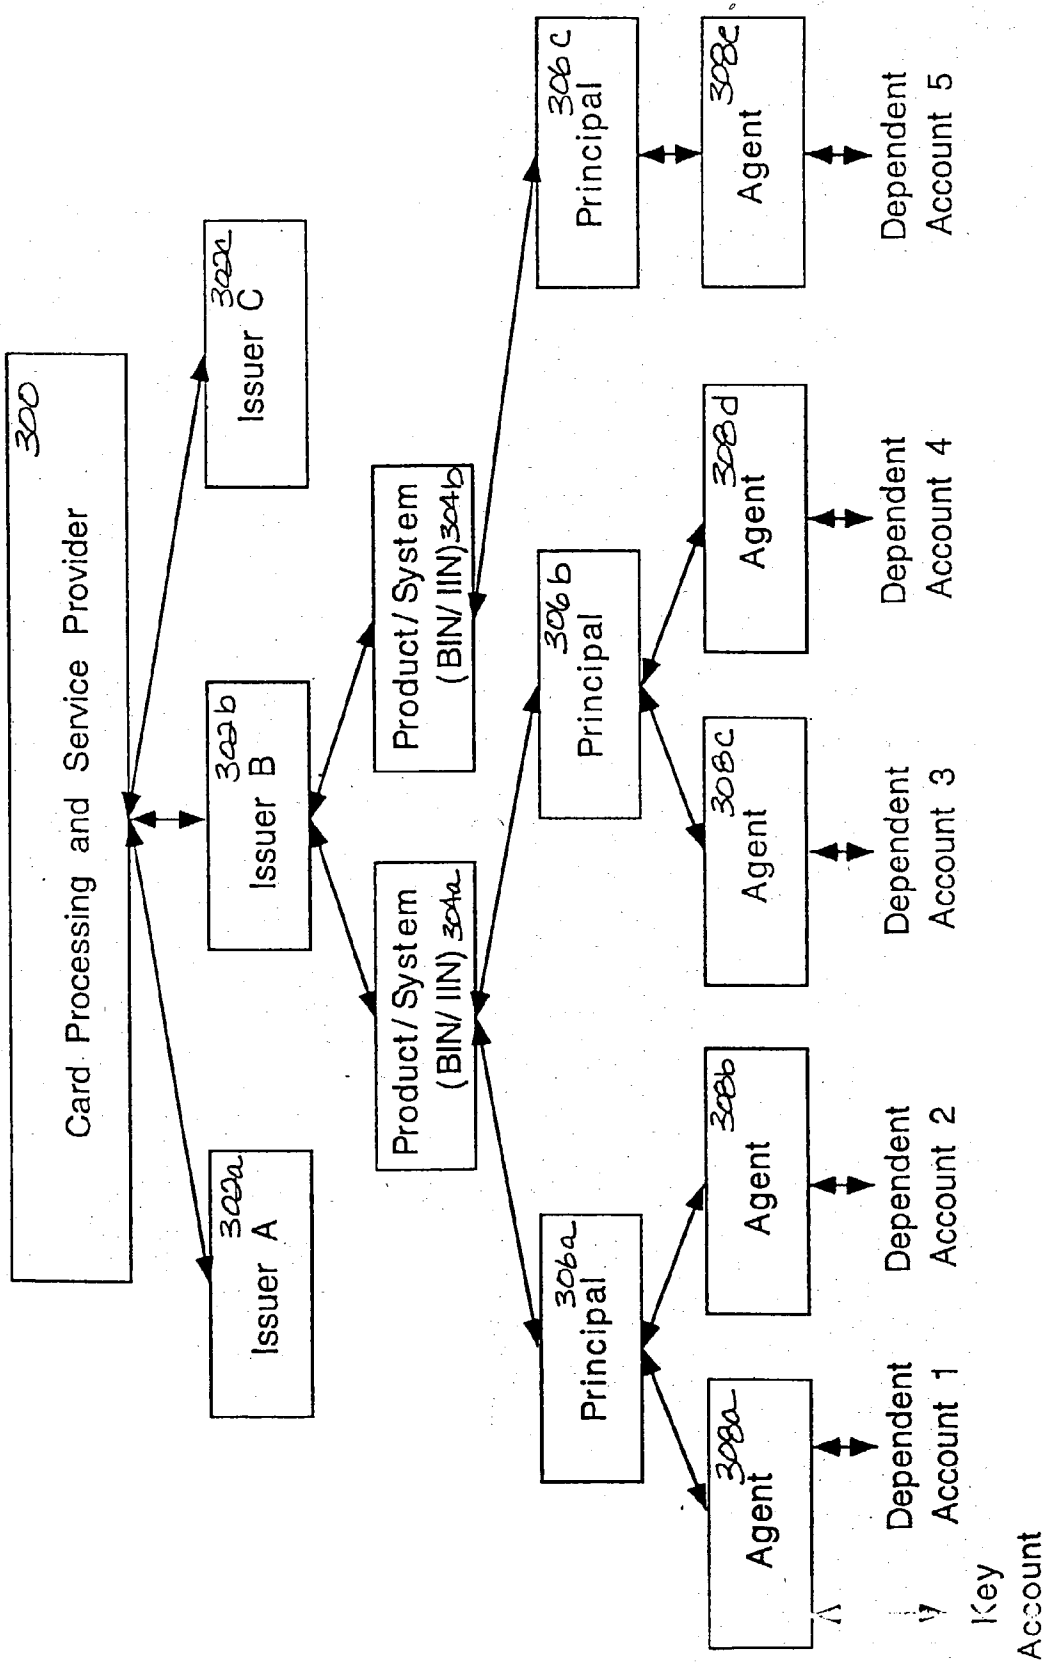 300
Card Processing and Service Provider
302a
Issuer A
302b
Issuer B
302c
Issuer C
Product/System
(BIN/IIN) 304a
Product/System
(BIN/IIN) 304b
306a
Principal
306b
Principal
306c
Principal
308a
Agent
308b
Agent
308c
Agent
308d
Agent
308e
Agent
Key
Account
Dependent
Account 1
Dependent
Account 2
Dependent
Account 3
Dependent
Account 4
Dependent
Account 5